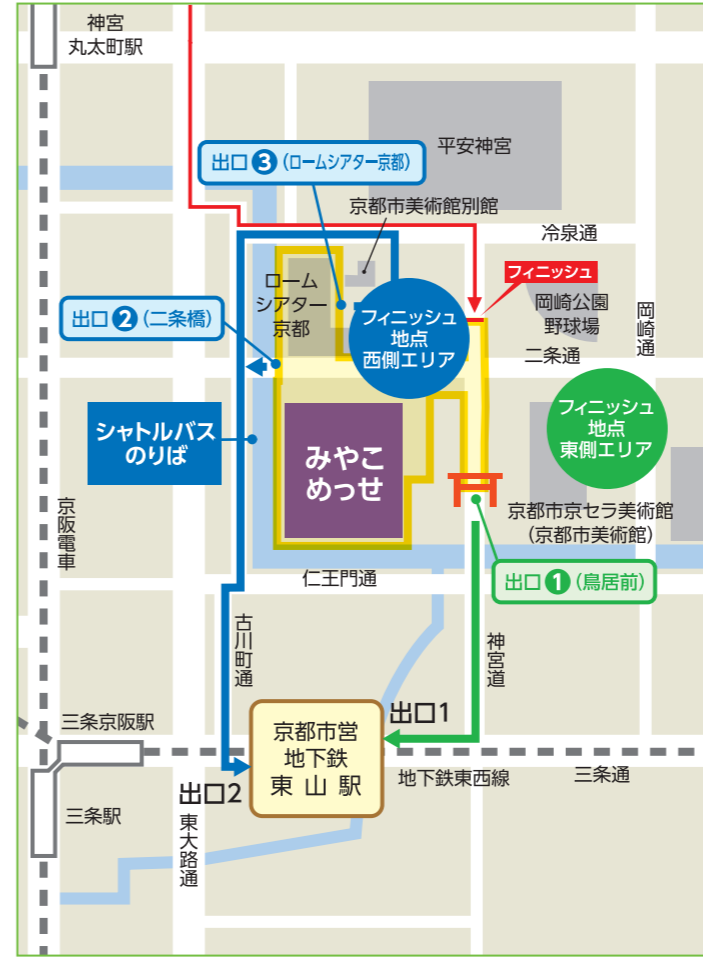 神宮
丸太町駅
平安神宮
出口❸(ロームシアター京都)
京都市美術館別館
冷泉通
フィニッシュ
ローム
シアター
京都
岡崎公園
野球場
岡崎通
出口❷(二条橋)
フィニッシュ
地点
西側エリア
二条通
シャトルバス
のりば
みやこ
めっせ
フィニッシュ
地点
東側エリア
京阪電車
京都市京セラ美術館
(京都市美術館)
仁王門通
出口❶(鳥居前)
古川町通
神宮道
三条京阪駅
京都市営
地下鉄
東山駅
出口1
地下鉄東西線
三条通
出口2
三条駅
東大路通